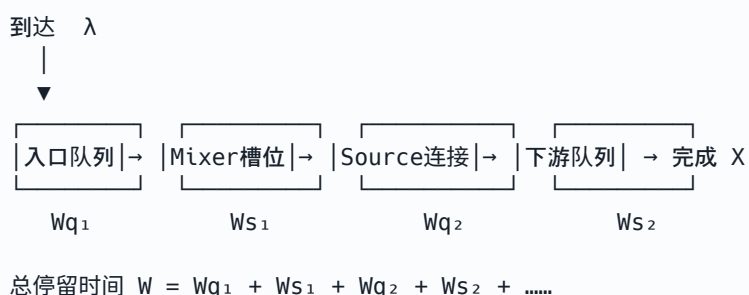 到达 λ
入口队列 → Mixer槽位 → Source连接 → 下游队列 → 完成 X
Wq₁ Ws₁ Wq₂ Ws₂
总停留时间 W = Wq₁ + Ws₁ + Wq₂ + Ws₂ + ……